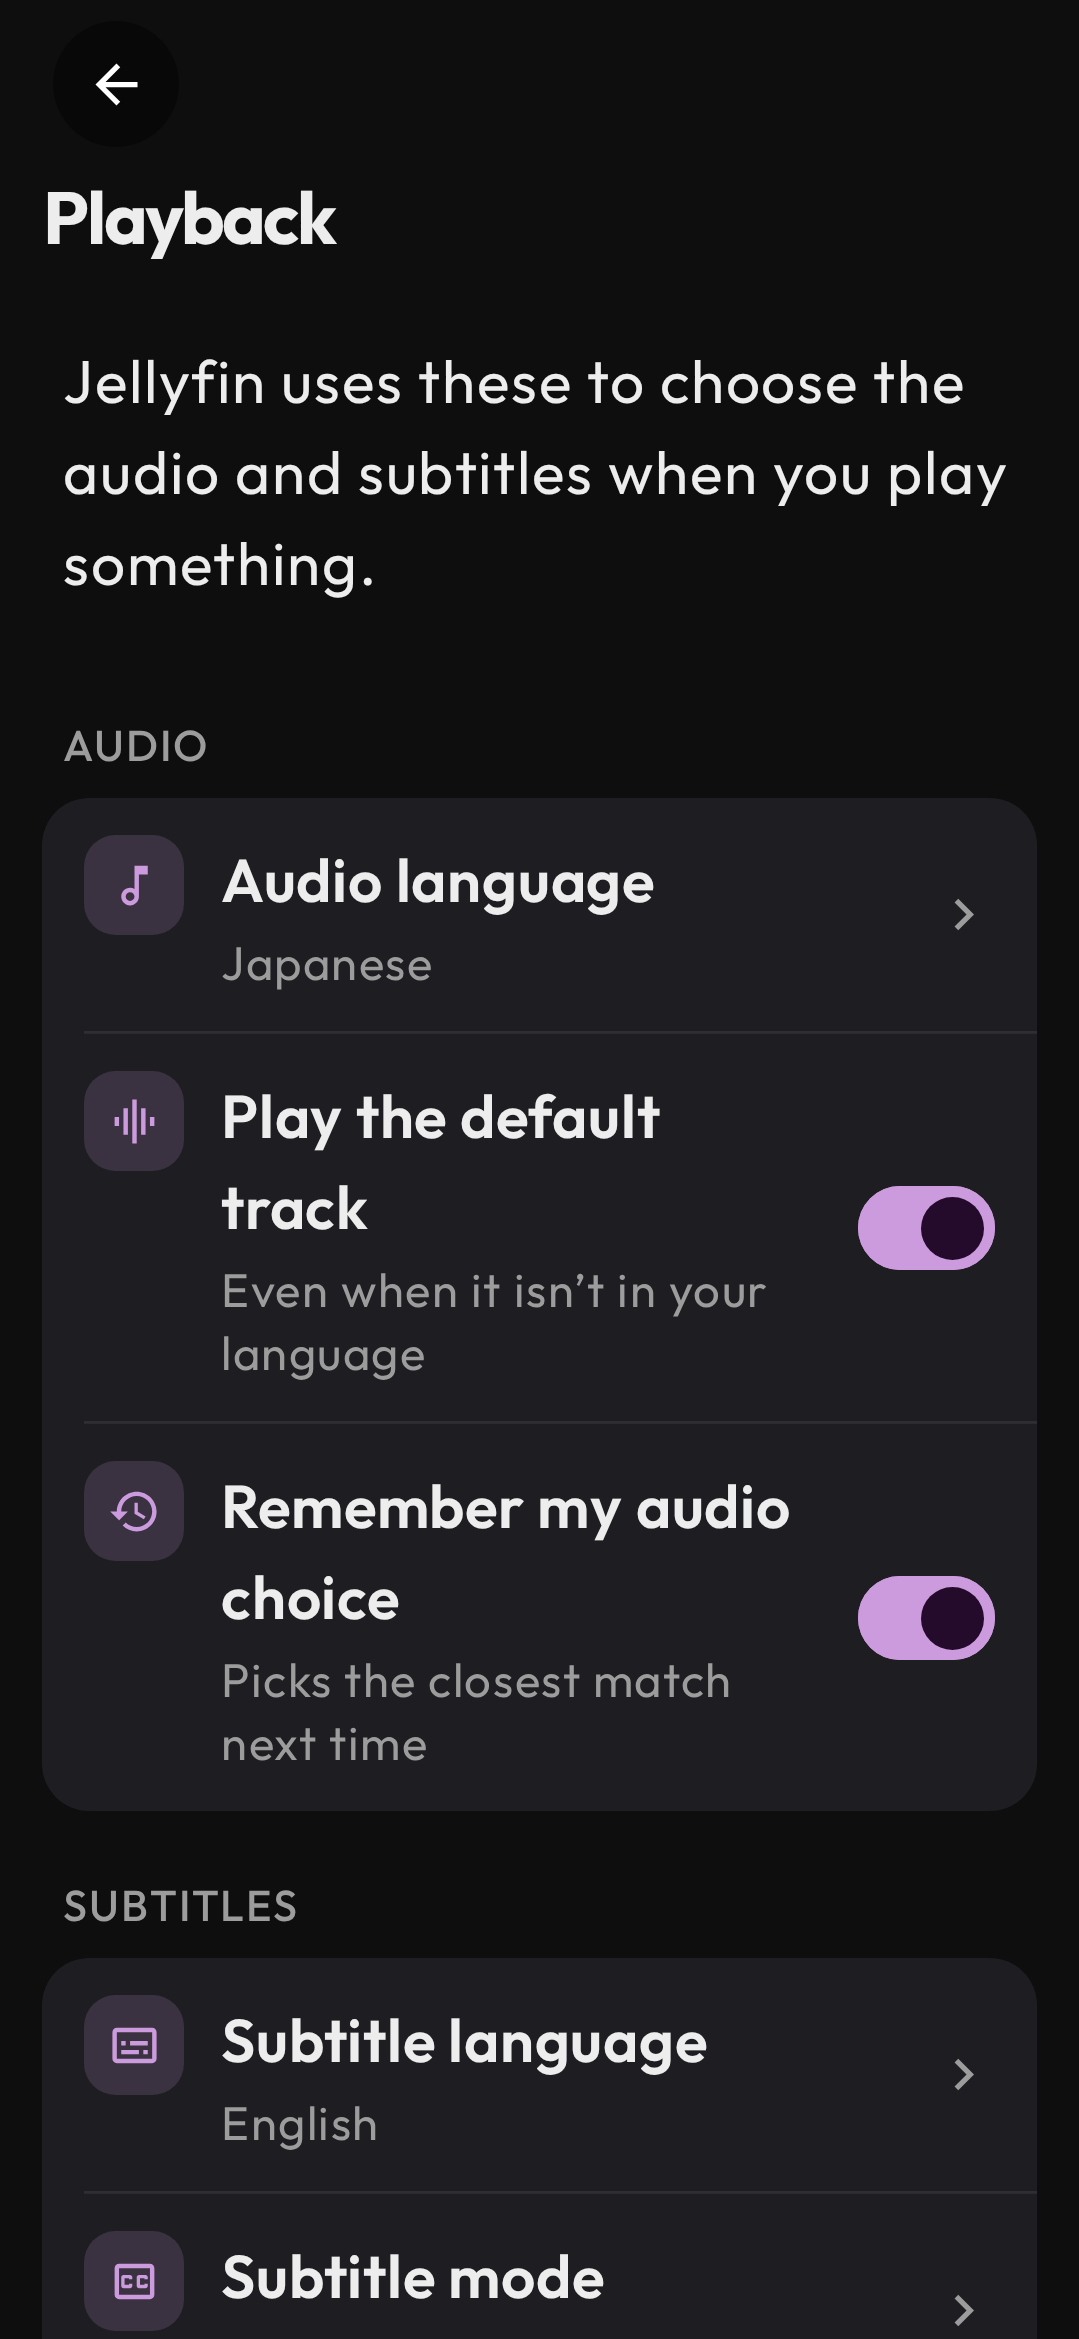 Playback
Jellyfin uses these to choose the
audio and subtitles when you play
something.
AUDIO
Audio language
Japanese
Play the default
track
Even when it isn’t in your
language
Remember my audio
choice
Picks the closest match
next time
SUBTITLES
Subtitle language
English
CC
Subtitle mode